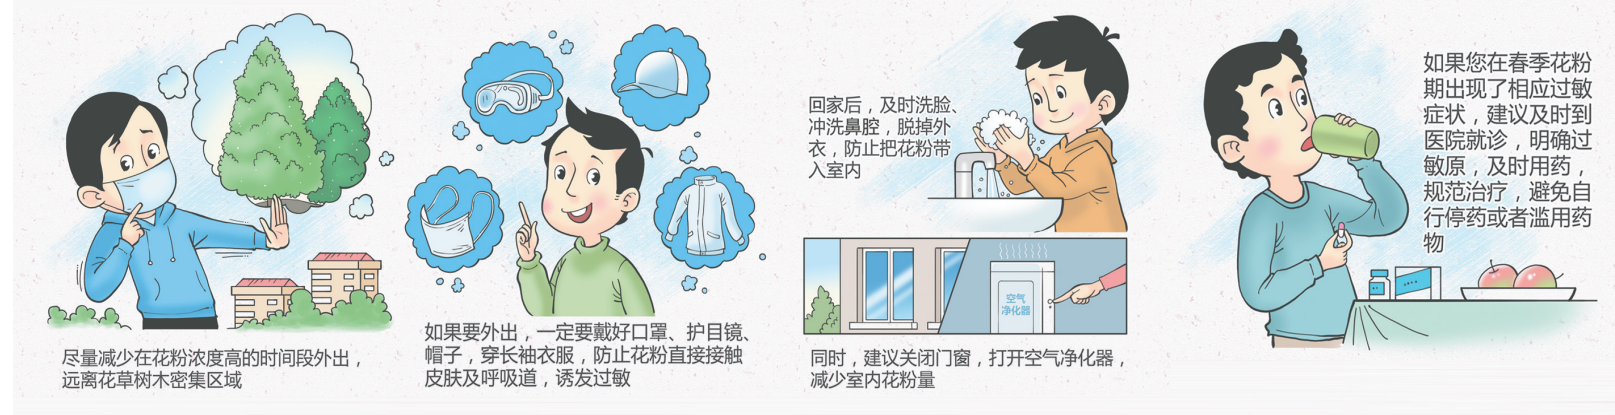 尽量减少在花粉浓度高的时间段外出，
远离花草树木密集区域
如果要外出，一定要戴好口罩、护目镜、
帽子，穿长袖衣服，防止花粉直接接触
皮肤及呼吸道，诱发过敏
回家后，及时洗脸、
冲洗鼻腔，脱掉外
衣，防止把花粉带
入室内
空气
净化器
同时，建议关闭门窗，打开空气净化器，
减少室内花粉量
如果您在春季花粉
期出现了相应过敏
症状，建议及时到
医院就诊，明确过
敏原，及时用药，
规范治疗，避免自
行停药或者滥用药
物